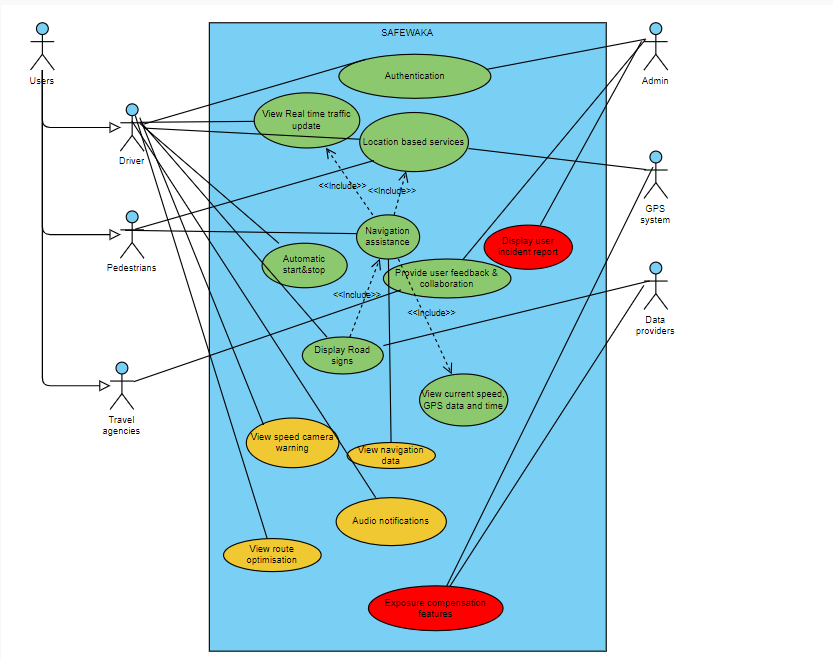 SAFEWAKA
Users
Authentication
Admin
View Real time traffic
update
Driver
Location based services
<<Include>>
<<Include>>
GPS
system
Navigation
assistance
Display user
incident report
Pedestrians
Automatic
start&stop
Provide user feedback &
collaboration
<<Include>>
<<Include>>
Data
providers
Display Road
signs
View current speed,
GPS data and time
Travel
agencies
View speed camera
warning
View navigation
data
Audio notifications
View route
optimisation
Exposure compensation
features